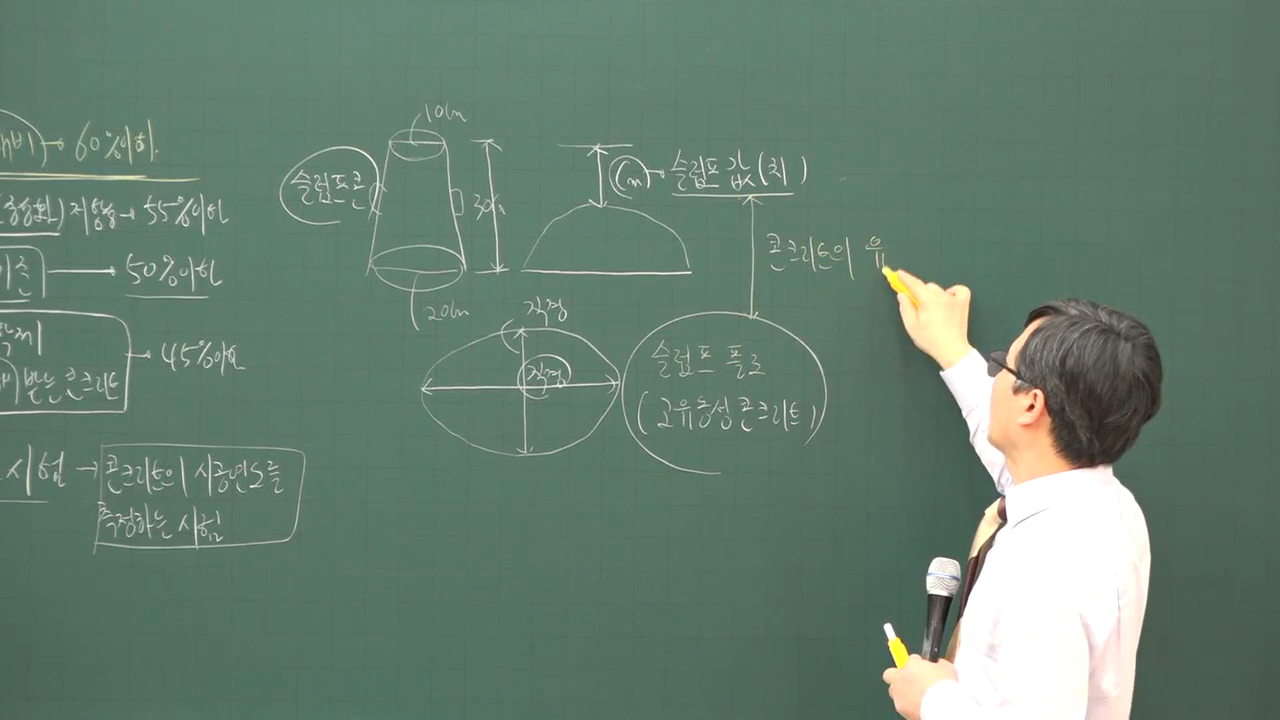 60%이하
(중성화) 저항성 → 55%이하
50%이하
45%이하
받는 콘크리트
시험 → 콘크리트의 시공연도를
측정하는 시험
슬럼프콘
10cm
30cm
20cm
(cm) → 슬럼프 값(치)
콘크리트의 유
직경
직경
슬럼프 플로
(고유동성 콘크리트)